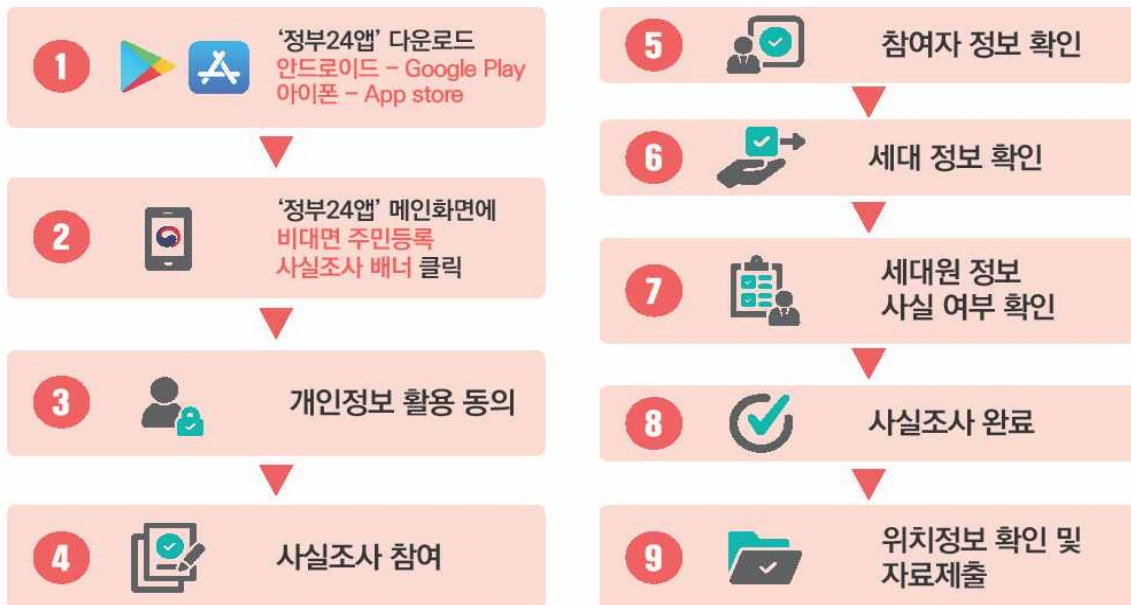 1
'정부24앱' 다운로드
안드로이드 - Google Play
아이폰 - App store
2
'정부24앱' 메인화면에
비대면 주민등록
사실조사 배너 클릭
3
개인정보 활용 동의
4
사실조사 참여
5
참여자 정보 확인
6
세대 정보 확인
7
세대원 정보
사실 여부 확인
8
사실조사 완료
9
위치정보 확인 및
자료제출